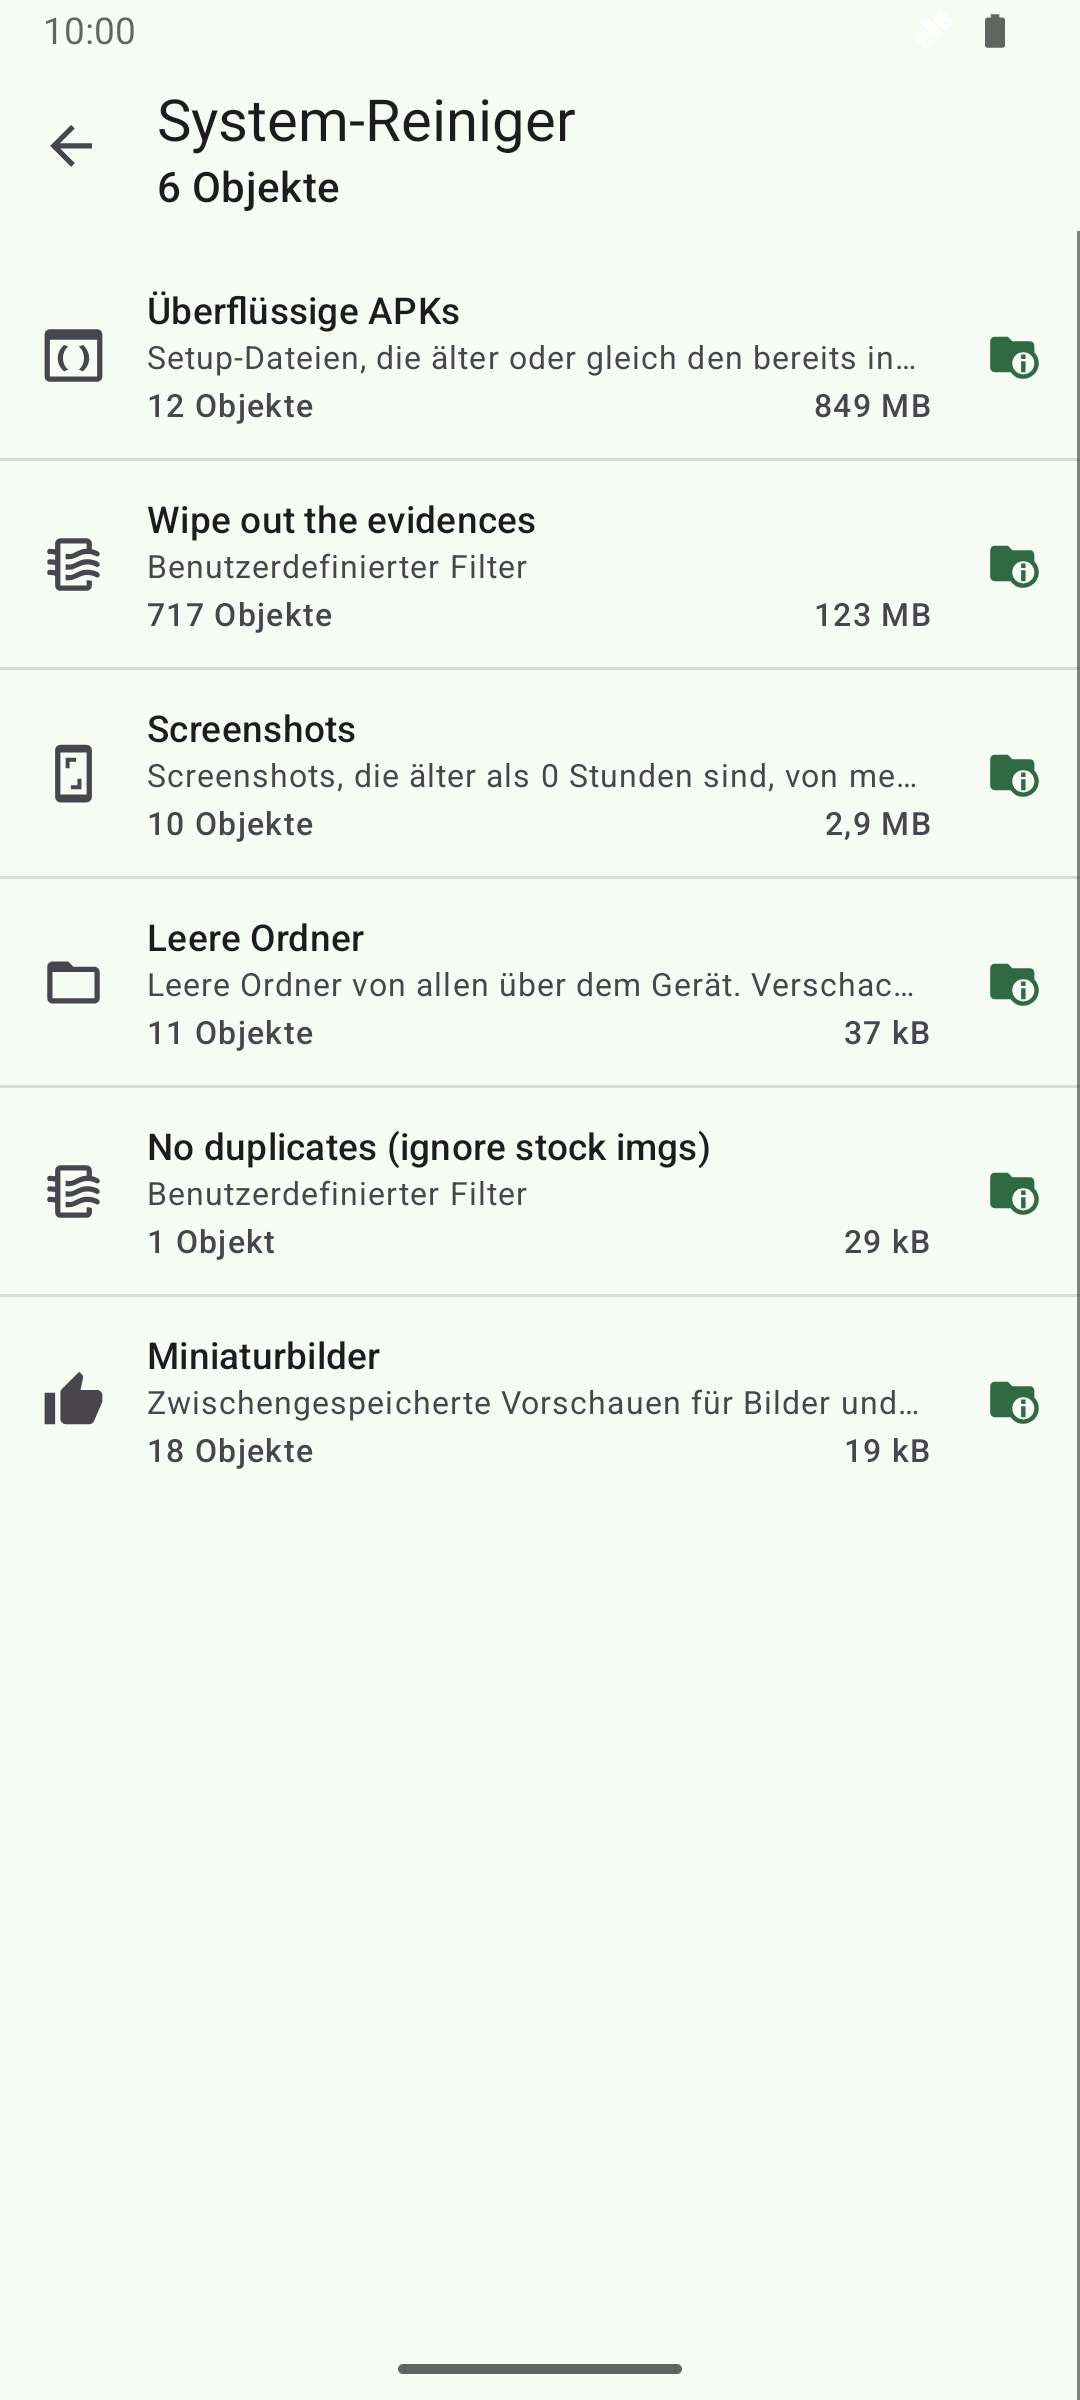 10:00
System-Reiniger
6 Objekte
Überflüssige APKs
Setup-Dateien, die älter oder gleich den bereits in…
12 Objekte 849 MB
Wipe out the evidences
Benutzerdefinierter Filter
717 Objekte 123 MB
Screenshots
Screenshots, die älter als 0 Stunden sind, von me…
10 Objekte 2,9 MB
Leere Ordner
Leere Ordner von allen über dem Gerät. Verschac…
11 Objekte 37 kB
No duplicates (ignore stock imgs)
Benutzerdefinierter Filter
1 Objekt 29 kB
Miniaturbilder
Zwischengespeicherte Vorschauen für Bilder und…
18 Objekte 19 kB